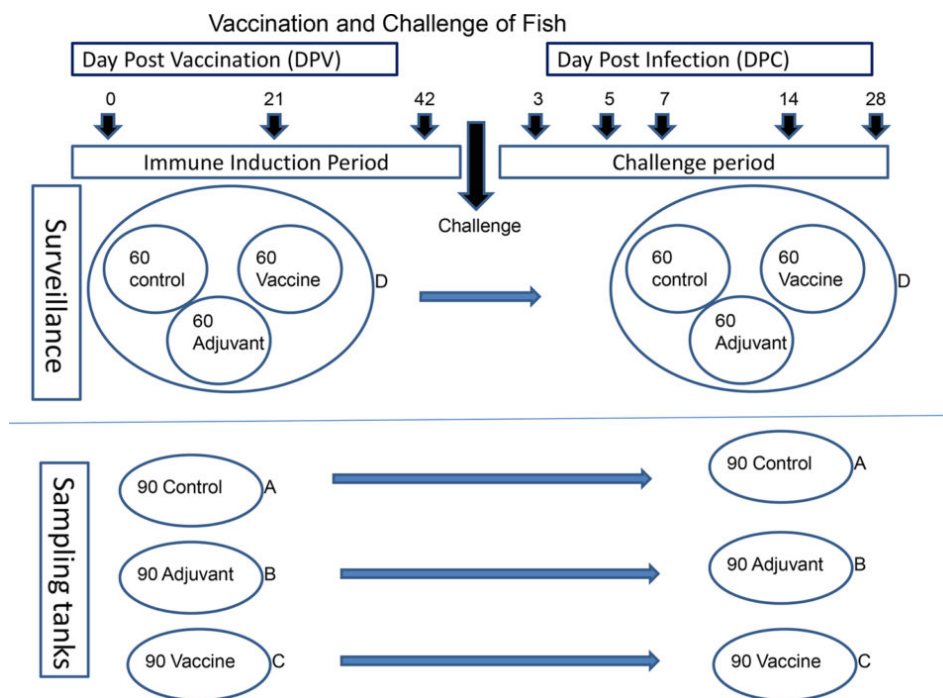 Vaccination and Challenge of Fish
Day Post Vaccination (DPV)
Day Post Infection (DPC)
0
21
42
3
5
7
14
28
Immune Induction Period
Challenge period
Surveillance
Challenge
60
control
60
Vaccine
60
Adjuvant
D
60
control
60
Vaccine
60
Adjuvant
D
Sampling tanks
90 Control
A
90 Control
A
90 Adjuvant
B
90 Adjuvant
B
90 Vaccine
C
90 Vaccine
C